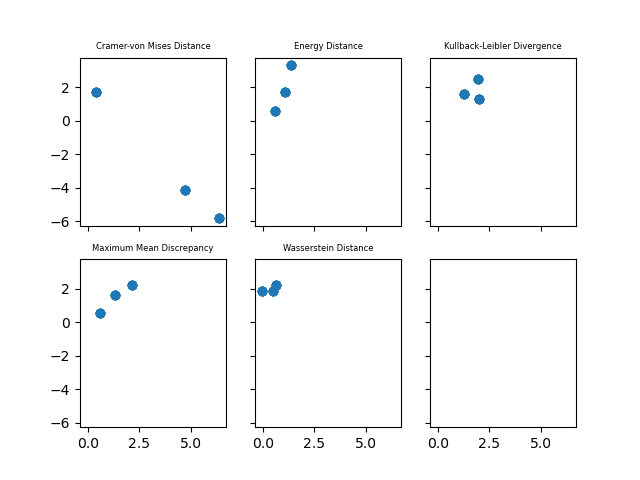 Cramer-von Mises Distance
Energy Distance
Kullback-Leibler Divergence
2
0
−2
−4
−6
Maximum Mean Discrepancy
Wasserstein Distance
2
0
−2
−4
−6
0.0 2.5 5.0
0.0 2.5 5.0
0.0 2.5 5.0